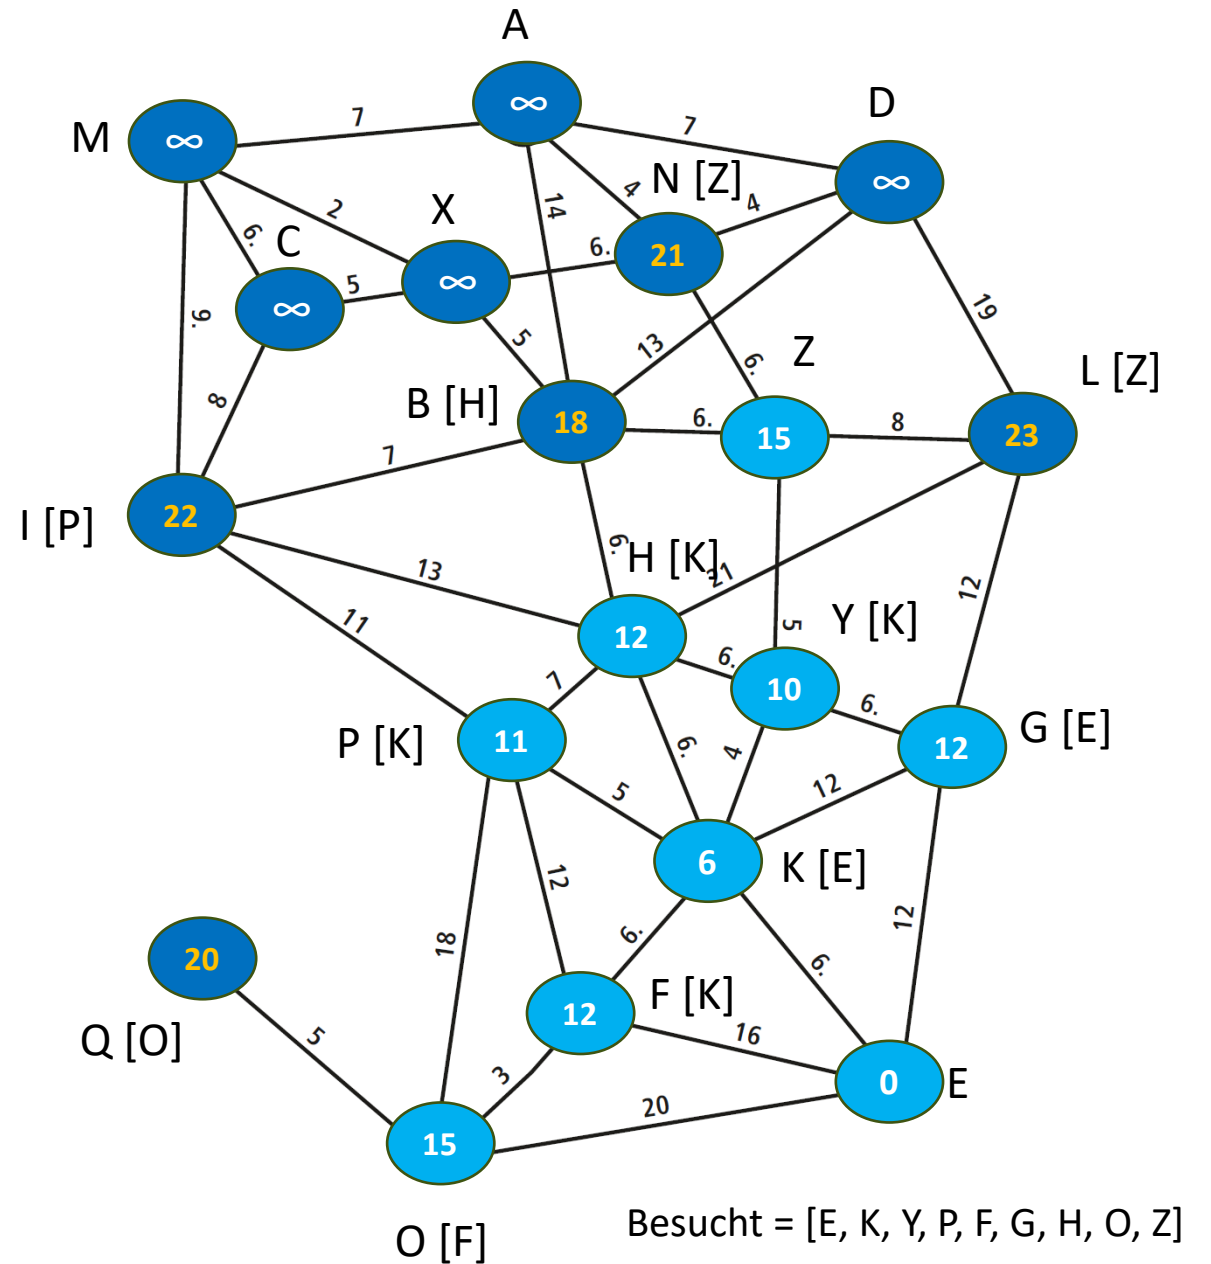 A
∞
D
7
7
M
∞
N [Z]
∞
4
4
2
14
X
6.
C
6.
21
∞
5
∞
19
9.
5
13
6.
Z
L [Z]
8
B [H]
18
6.
15
8
23
7
I [P]
22
6.
H [K]
21
13
12
5
Y [K]
11
12
6.
10
7
6.
G [E]
P [K]
11
6.
4
12
5
12
6
K [E]
12
18
6.
12
20
6.
F [K]
12
16
Q [O]
5
3
0
E
20
15
O [F]
Besucht = [E, K, Y, P, F, G, H, O, Z]